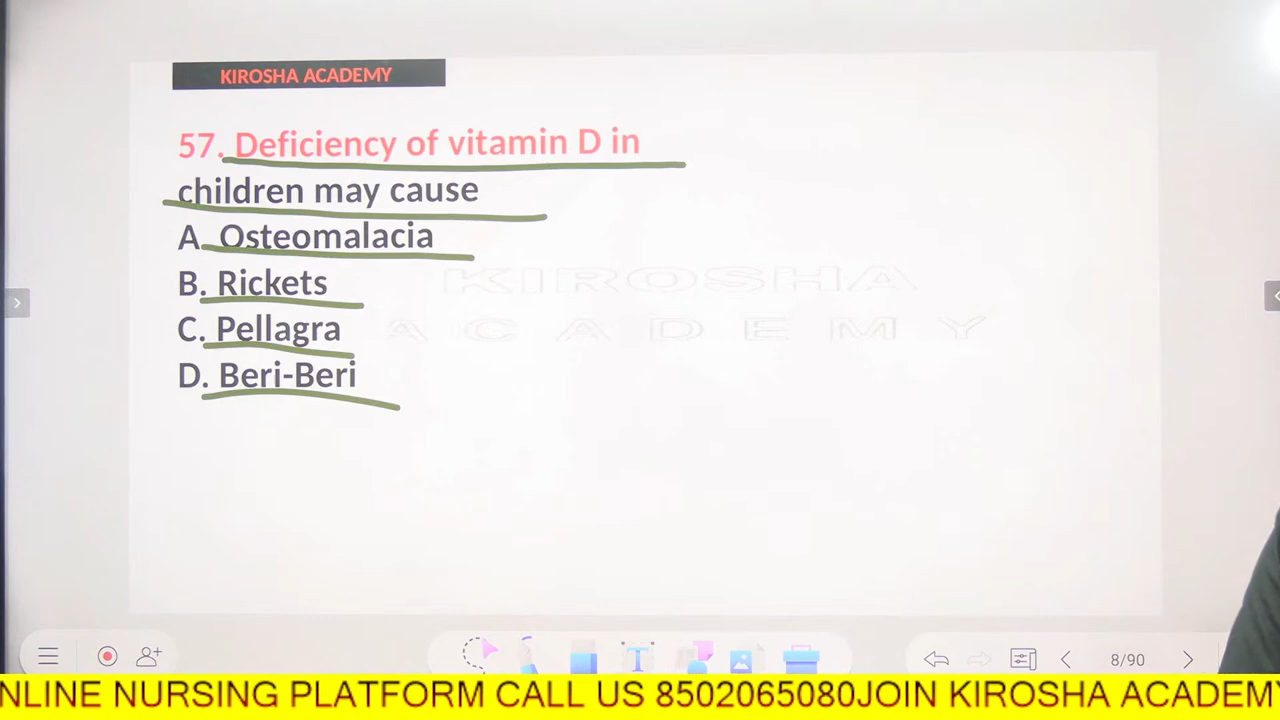 KIROSHA ACADEMY
57. Deficiency of vitamin D in
children may cause
A. Osteomalacia
B. Rickets
C. Pellagra
D. Beri-Beri
KIROSHA
ACADEMY
8/90
NLINE NURSING PLATFORM CALL US 8502065080JOIN KIROSHA ACADEMY